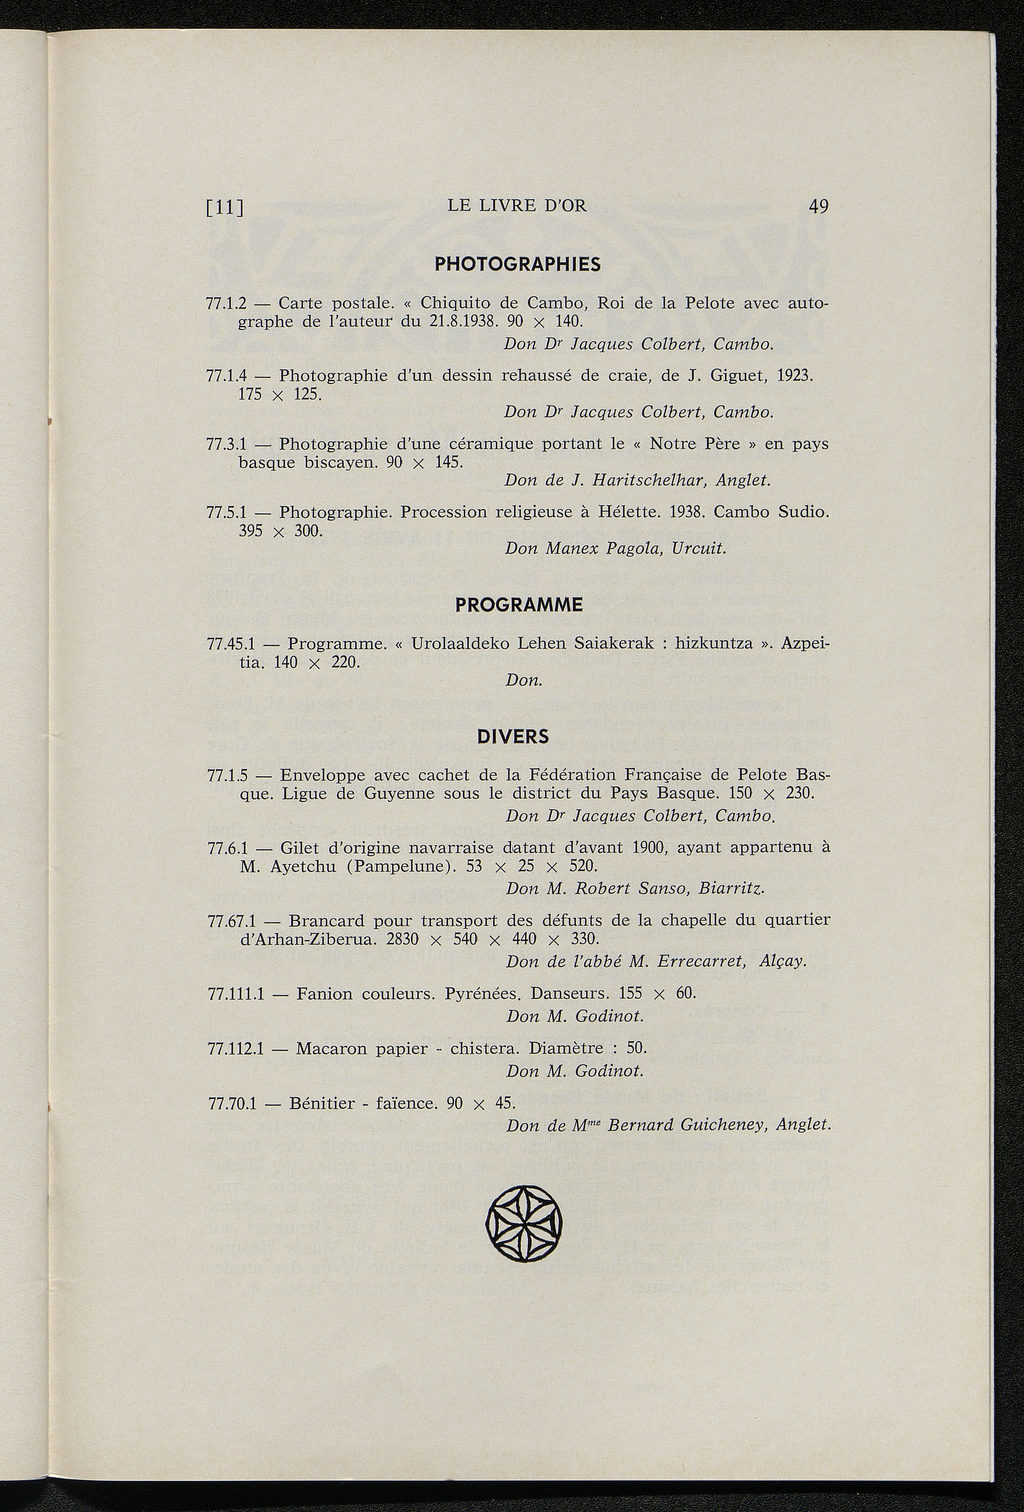 [11] LE LIVRE D'OR 49
PHOTOGRAPHIES
77.1.2 — Carte postale. « Chiquito de Cambo, Roi de la Pelote avec auto-
graphe de l'auteur du 21.8.1938. 90 × 140.
Don Dr Jacques Colbert, Cambo.
77.1.4 — Photographie d'un dessin rehaussé de craie, de J. Giguet, 1923.
175 × 125.
Don Dr Jacques Colbert, Cambo.
77.3.1 — Photographie d'une céramique portant le « Notre Père » en pays
basque biscayen. 90 × 145.
Don de J. Haritschelhar, Anglet.
77.5.1 — Photographie. Procession religieuse à Hélette. 1938. Cambo Sudio.
395 × 300.
Don Manex Pagola, Urcuit.
PROGRAMME
77.45.1 — Programme. « Urolaaldeko Lehen Saiakerak : hizkuntza ». Azpei-
tia. 140 × 220.
Don.
DIVERS
77.1.5 — Enveloppe avec cachet de la Fédération Française de Pelote Bas-
que. Ligue de Guyenne sous le district du Pays Basque. 150 × 230.
Don Dr Jacques Colbert, Cambo.
77.6.1 — Gilet d'origine navarraise datant d'avant 1900, ayant appartenu à
M. Ayetchu (Pampelune). 53 × 25 × 520.
Don M. Robert Sanso, Biarritz.
77.67.1 — Brancard pour transport des défunts de la chapelle du quartier
d'Arhan-Ziberua. 2830 × 540 × 440 × 330.
Don de l'abbé M. Errecarret, Alçay.
77.111.1 — Fanion couleurs. Pyrénées. Danseurs. 155 × 60.
Don M. Godinot.
77.112.1 — Macaron papier - chistera. Diamètre : 50.
Don M. Godinot.
77.70.1 — Bénitier - faïence. 90 × 45.
Don de Mme Bernard Guicheney, Anglet.